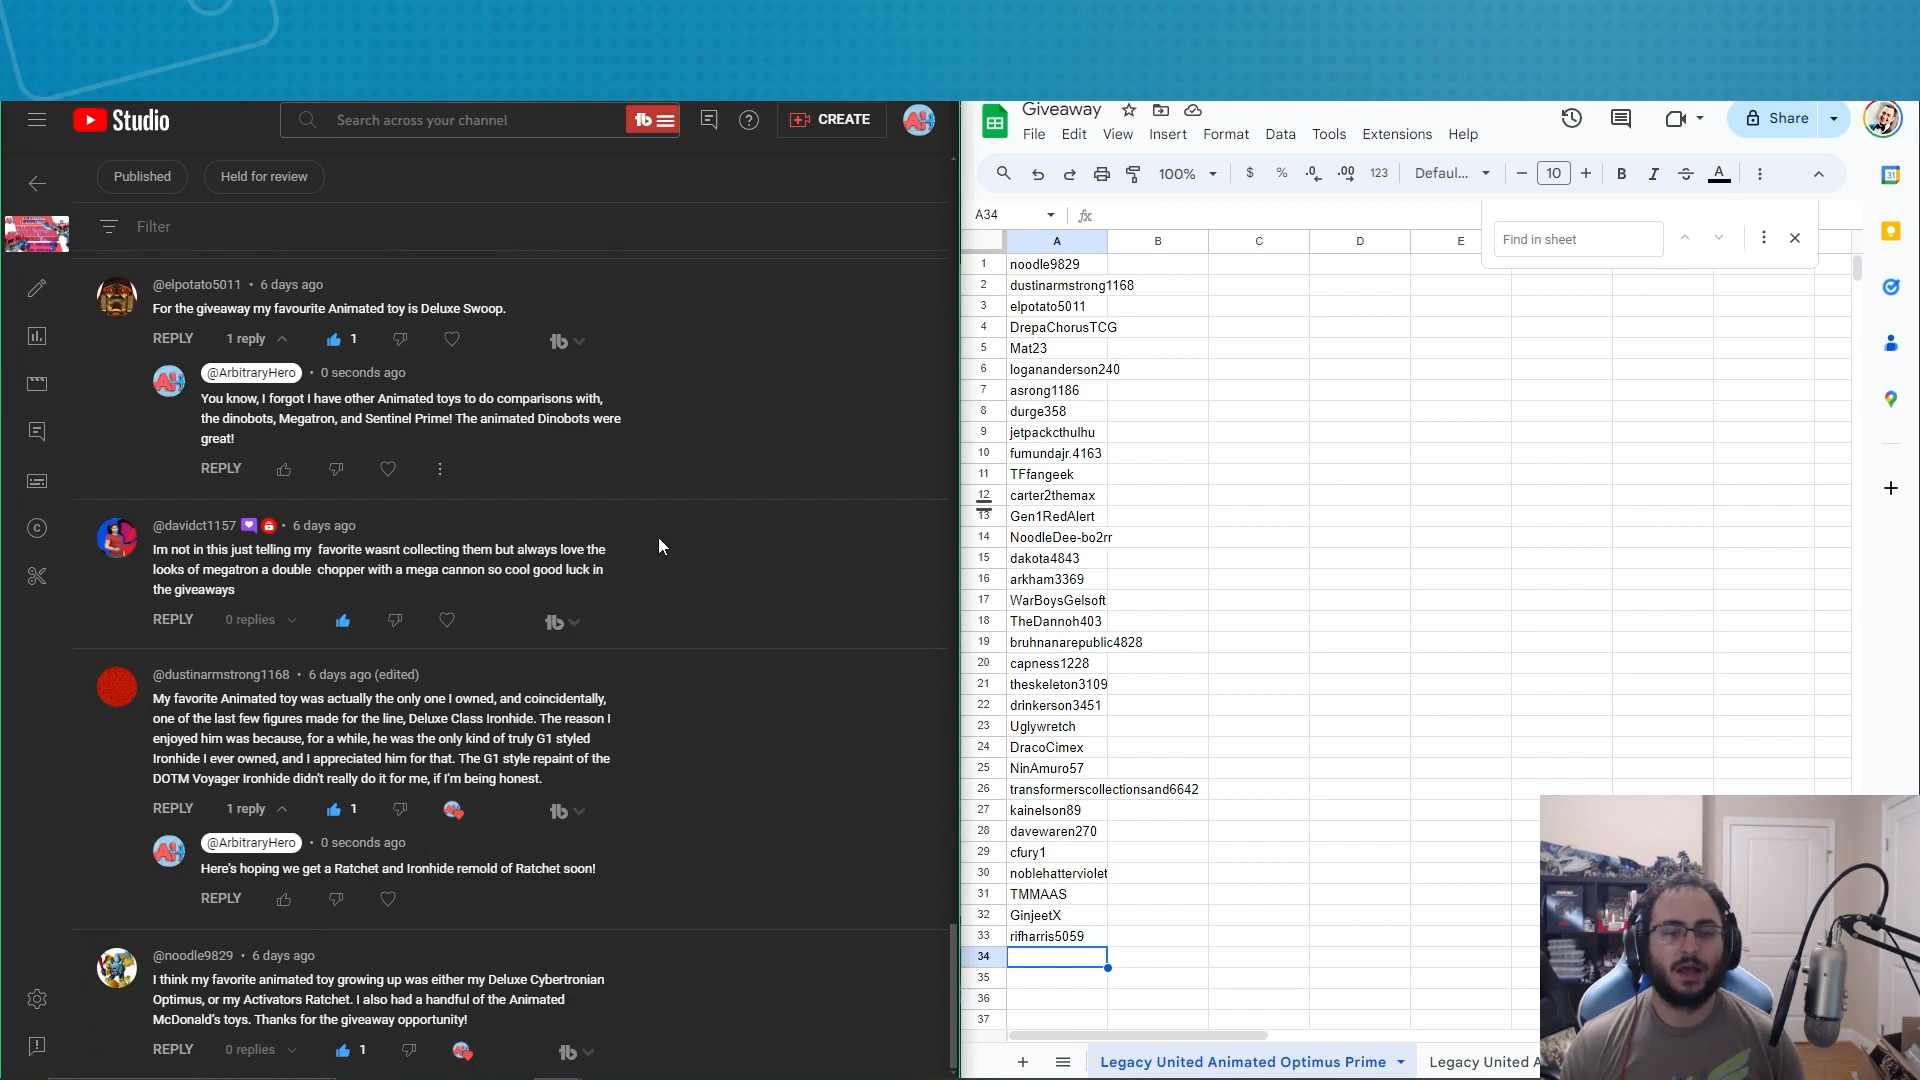 Studio
Search across your channel
CREATE
Published
Held for review
Filter
@elpotato5011 • 6 days ago
For the giveaway my favourite Animated toy is Deluxe Swoop.
REPLY 1 reply 1
@ArbitraryHero • 0 seconds ago
You know, I forgot I have other Animated toys to do comparisons with,
the dinobots, Megatron, and Sentinel Prime! The animated Dinobots were
great!
REPLY
@davidct1157 • 6 days ago
Im not in this just telling my favorite wasnt collecting them but always love the
looks of megatron a double chopper with a mega cannon so cool good luck in
the giveaways
REPLY 0 replies
@dustinarmstrong1168 • 6 days ago (edited)
My favorite Animated toy was actually the only one I owned, and coincidentally,
one of the last few figures made for the line, Deluxe Class Ironhide. The reason I
enjoyed him was because, for a while, he was the only kind of truly G1 styled
Ironhide I ever owned, and I appreciated him for that. The G1 style repaint of the
DOTM Voyager Ironhide didn't really do it for me, if I'm being honest.
REPLY 1 reply 1
@ArbitraryHero • 0 seconds ago
Here's hoping we get a Ratchet and Ironhide remold of Ratchet soon!
REPLY
@noodle9829 • 6 days ago
I think my favorite animated toy growing up was either my Deluxe Cybertronian
Optimus, or my Activators Ratchet. I also had a handful of the Animated
McDonald's toys. Thanks for the giveaway opportunity!
REPLY 0 replies 1
Giveaway
File Edit View Insert Format Data Tools Extensions Help
Share
100% $ % .0 .00 123 Defaul... 10 B I S A
A34 fx
Find in sheet
A B C D E
1 noodle9829
2 dustinarmstrong1168
3 elpotato5011
4 DrepaChorusTCG
5 Mat23
6 logananderson240
7 asrong1186
8 durge358
9 jetpackcthulhu
10 fumundajr.4163
11 TFfangeek
12 carter2themax
13 Gen1RedAlert
14 NoodleDee-bo2rr
15 dakota4843
16 arkham3369
17 WarBoysGelsoft
18 TheDannoh403
19 bruhnanarepublic4828
20 capness1228
21 theskeleton3109
22 drinkerson3451
23 Uglywretch
24 DracoCimex
25 NinAmuro57
26 transformerscollectionsand6642
27 kainelson89
28 davewaren270
29 cfury1
30 noblehatterviolet
31 TMMAAS
32 GinjeetX
33 rifharris5059
34
35
36
37
Legacy United Animated Optimus Prime
Legacy United A